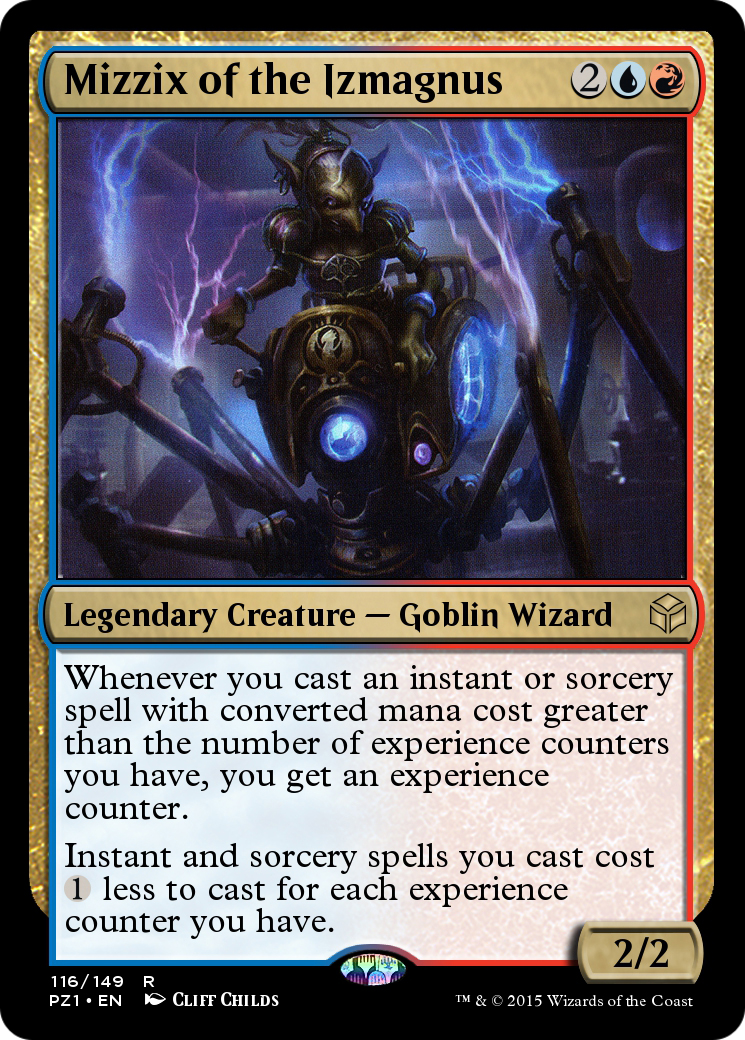 Mizzix of the Izmagnus 2
Legendary Creature — Goblin Wizard
Whenever you cast an instant or sorcery
spell with converted mana cost greater
than the number of experience counters
you have, you get an experience
counter.
Instant and sorcery spells you cast cost
1 less to cast for each experience
counter you have.
2/2
116/149 R
PZ1 • EN Cliff Childs
™ & © 2015 Wizards of the Coast